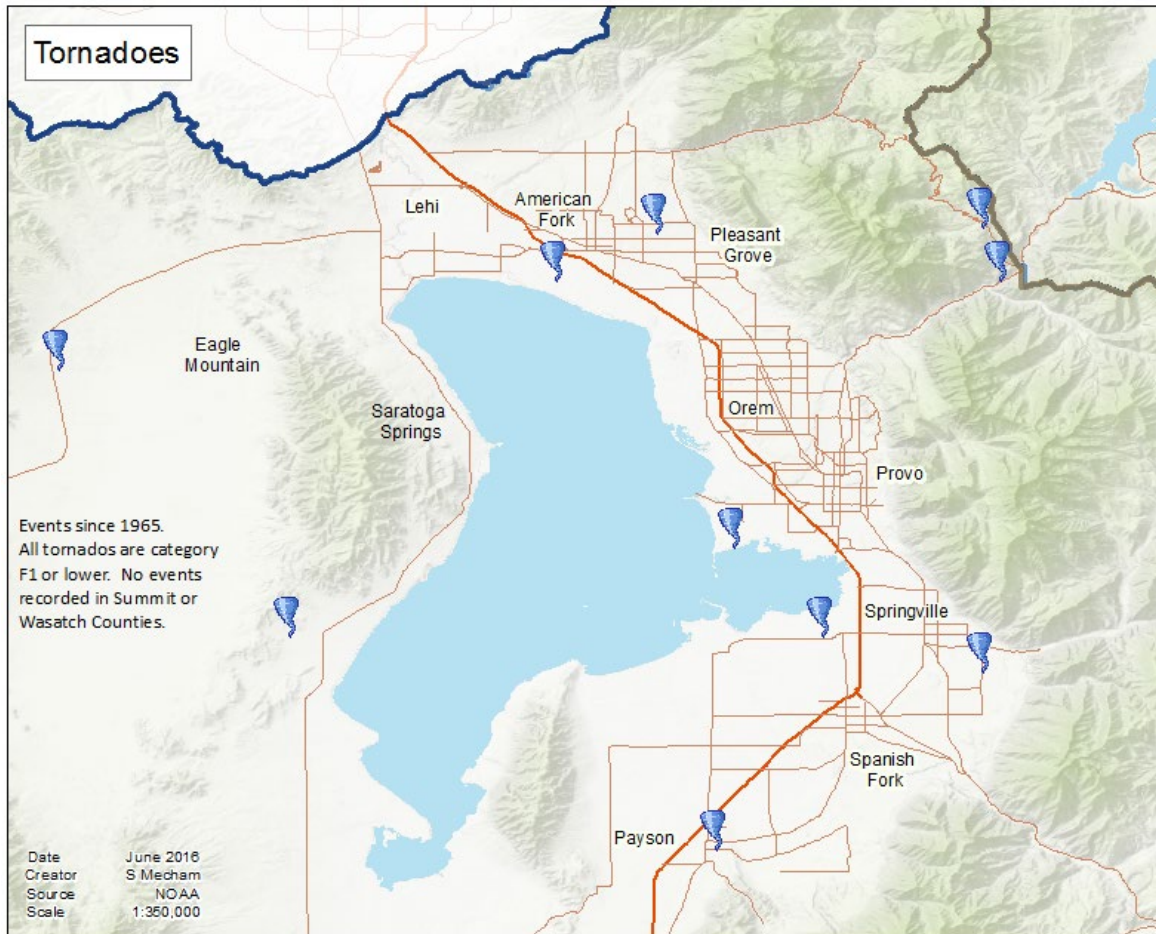 Tornadoes
Lehi
American
Fork
Pleasant
Grove
Eagle
Mountain
Saratoga
Springs
Orem
Provo
Events since 1965.
All tornados are category
F1 or lower.  No events
recorded in Summit or
Wasatch Counties.
Springville
Spanish
Fork
Payson
Date June 2016
Creator S Mecham
Source NOAA
Scale 1:350,000